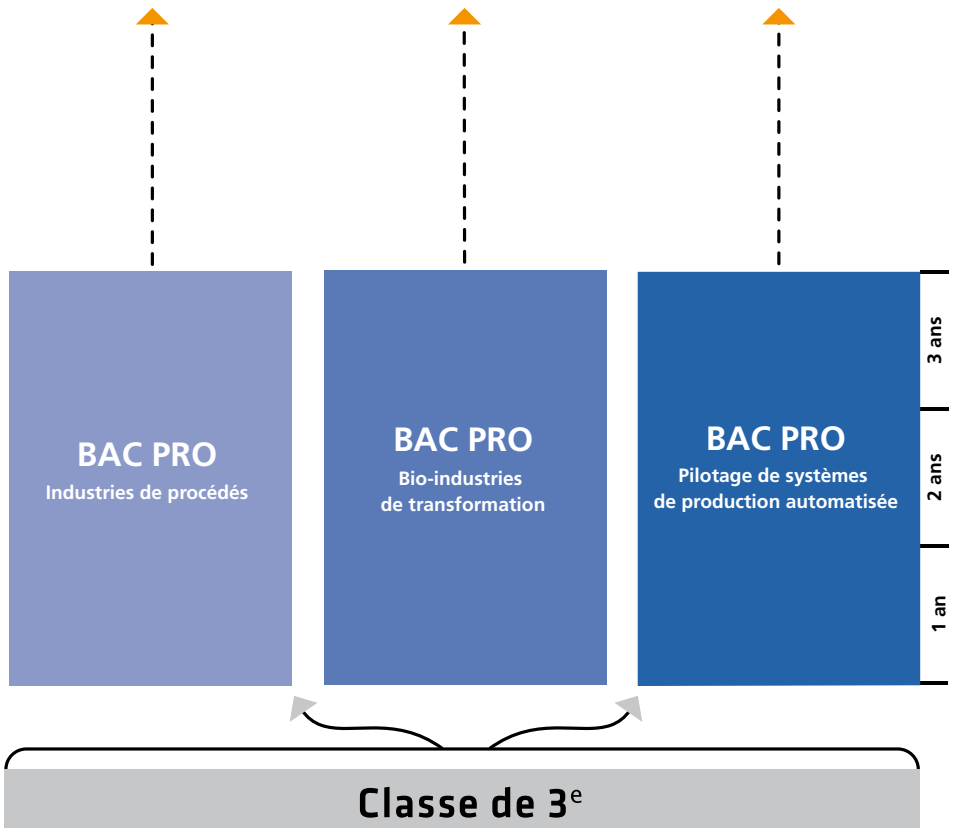 BAC PRO
Industries de procédés
BAC PRO
Bio-industries
de transformation
BAC PRO
Pilotage de systèmes
de production automatisée
3 ans
2 ans
1 an
Classe de 3e